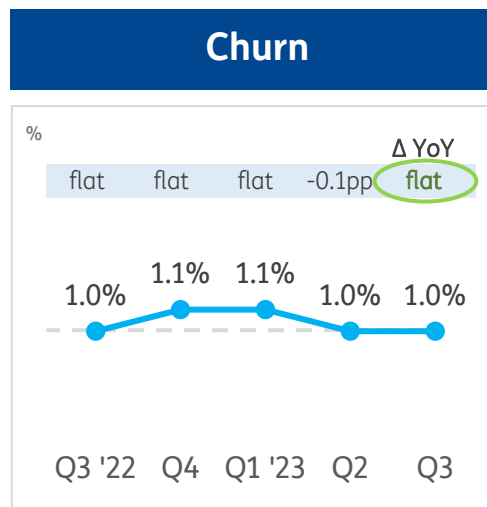 Churn
%
Δ YoY
flat flat flat -0.1pp flat
1.0% 1.1% 1.1% 1.0% 1.0%
Q3 '22 Q4 Q1 '23 Q2 Q3